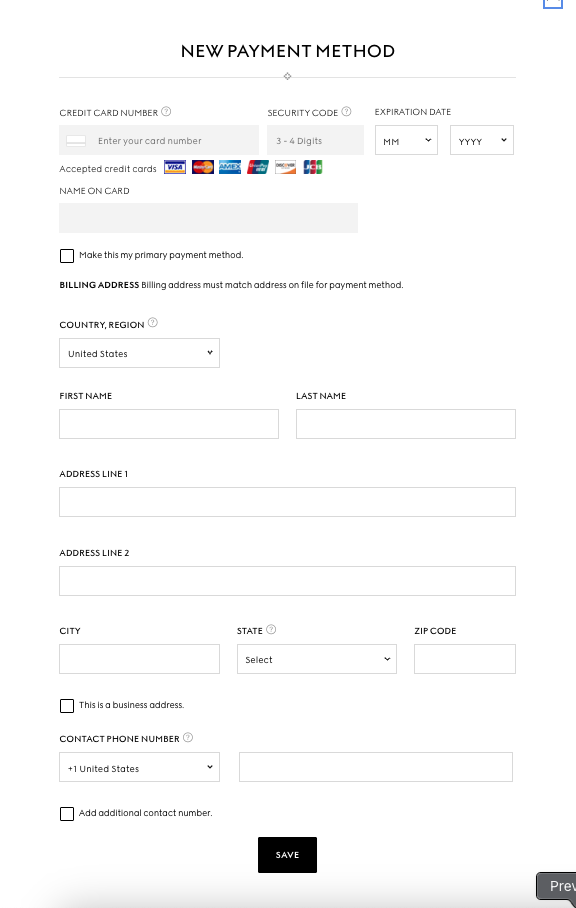 NEW PAYMENT METHOD
CREDIT CARD NUMBER ? SECURITY CODE ? EXPIRATION DATE
Enter your card number 3 - 4 Digits MM YYYY
Accepted credit cards VISA MasterCard AMEX DISCOVER JCB
NAME ON CARD
Make this my primary payment method.
BILLING ADDRESS Billing address must match address on file for payment method.
COUNTRY, REGION ?
United States
FIRST NAME LAST NAME
ADDRESS LINE 1
ADDRESS LINE 2
CITY STATE ? ZIP CODE
Select
This is a business address.
CONTACT PHONE NUMBER ?
+1 United States
Add additional contact number.
SAVE
Prev